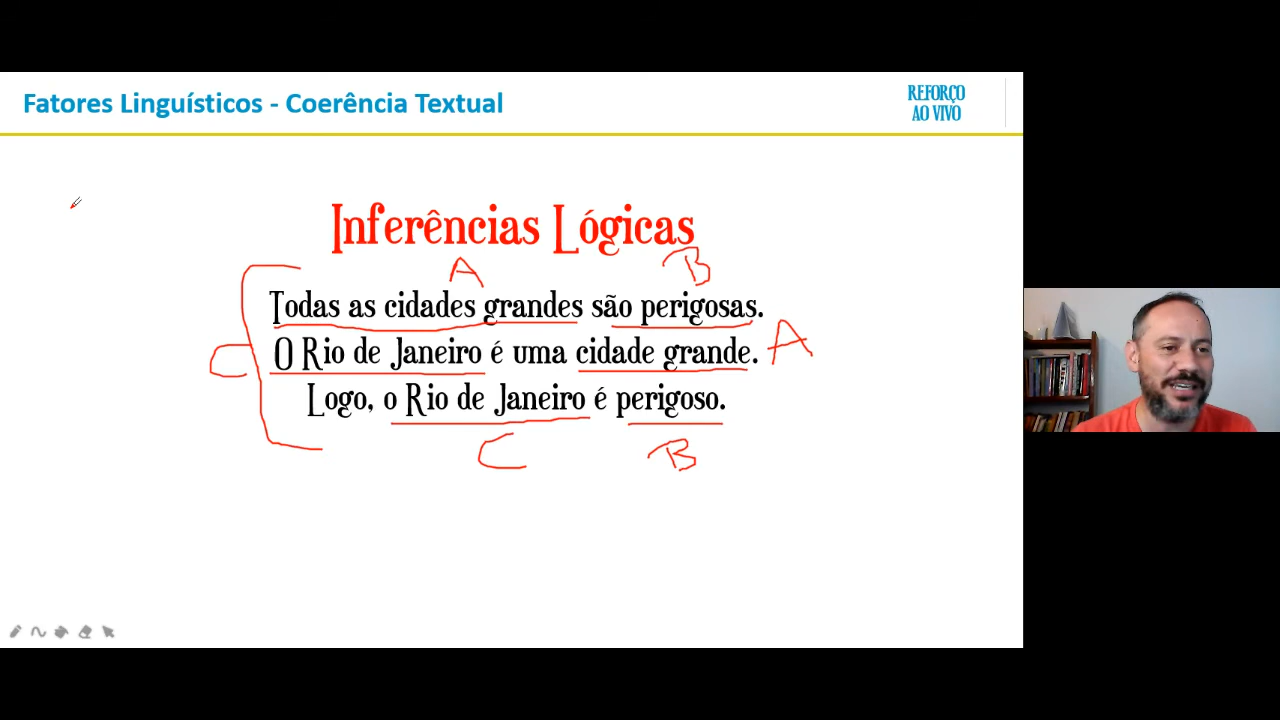 Fatores Linguísticos - Coerência Textual
REFORÇO
AO VIVO
Inferências Lógicas
A B
Todas as cidades grandes são perigosas.
C O Rio de Janeiro é uma cidade grande. A
Logo, o Rio de Janeiro é perigoso.
C B